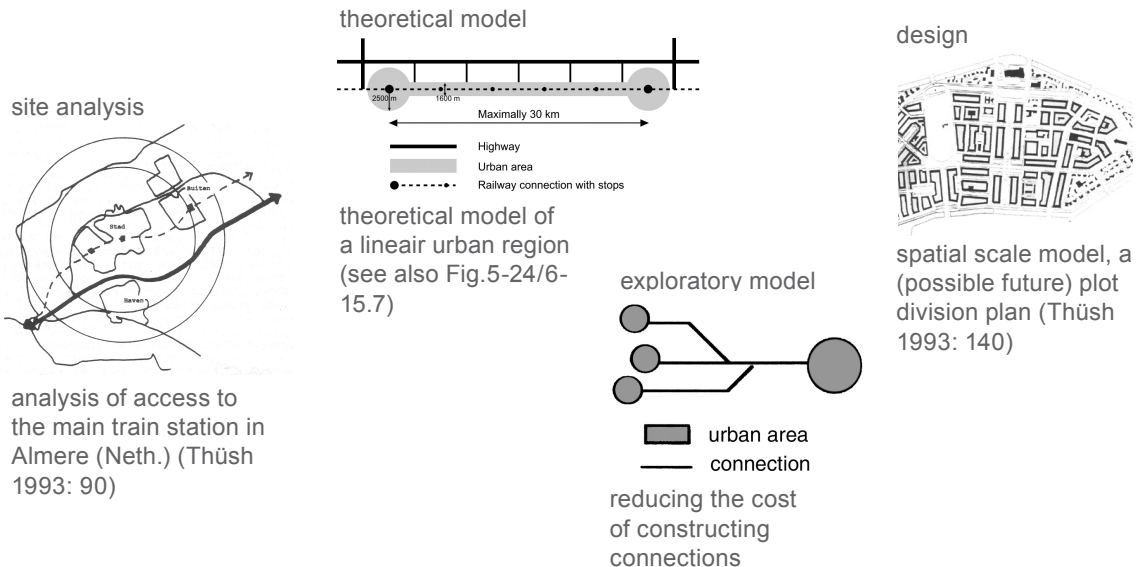 site analysis
Buiten
Stad
Haven
analysis of access to
the main train station in
Almere (Neth.) (Thüsh
1993: 90)
theoretical model
2500 m
1600 m
Maximally 30 km
Highway
Urban area
Railway connection with stops
theoretical model of
a lineair urban region
(see also Fig.5-24/6-
15.7)
exploratory model
urban area
connection
reducing the cost
of constructing
connections
design
spatial scale model, a
(possible future) plot
division plan (Thüsh
1993: 140)